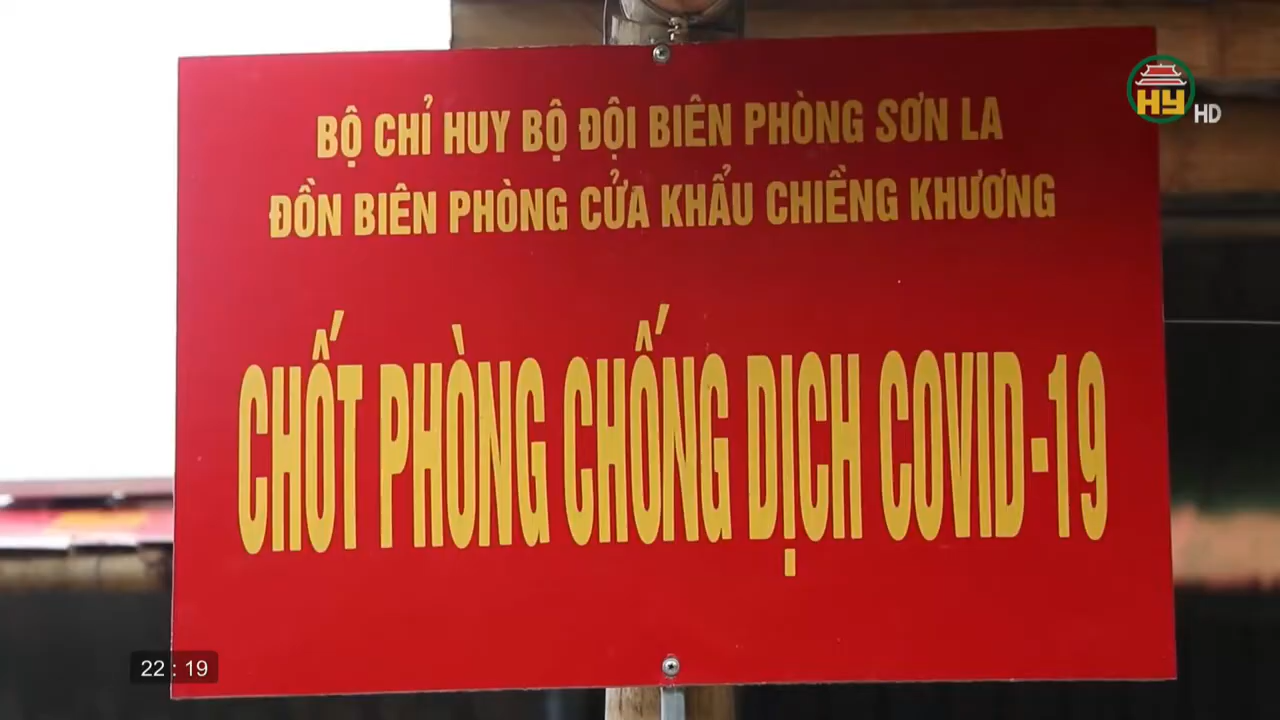 BỘ CHỈ HUY BỘ ĐỘI BIÊN PHÒNG SƠN LA
ĐỒN BIÊN PHÒNG CỬA KHẨU CHIỀNG KHƯƠNG
CHỐT PHÒNG CHỐNG DỊCH COVID-19
HY HD
22 : 19